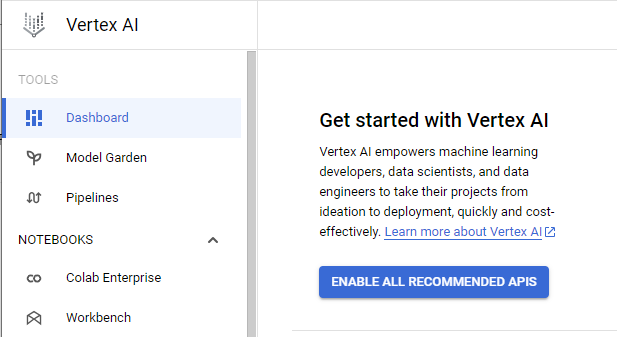 Vertex AI
TOOLS
Dashboard
Model Garden
Pipelines
NOTEBOOKS
Colab Enterprise
Workbench
Get started with Vertex AI
Vertex AI empowers machine learning
developers, data scientists, and data
engineers to take their projects from
ideation to deployment, quickly and cost-
effectively. Learn more about Vertex AI
ENABLE ALL RECOMMENDED APIS